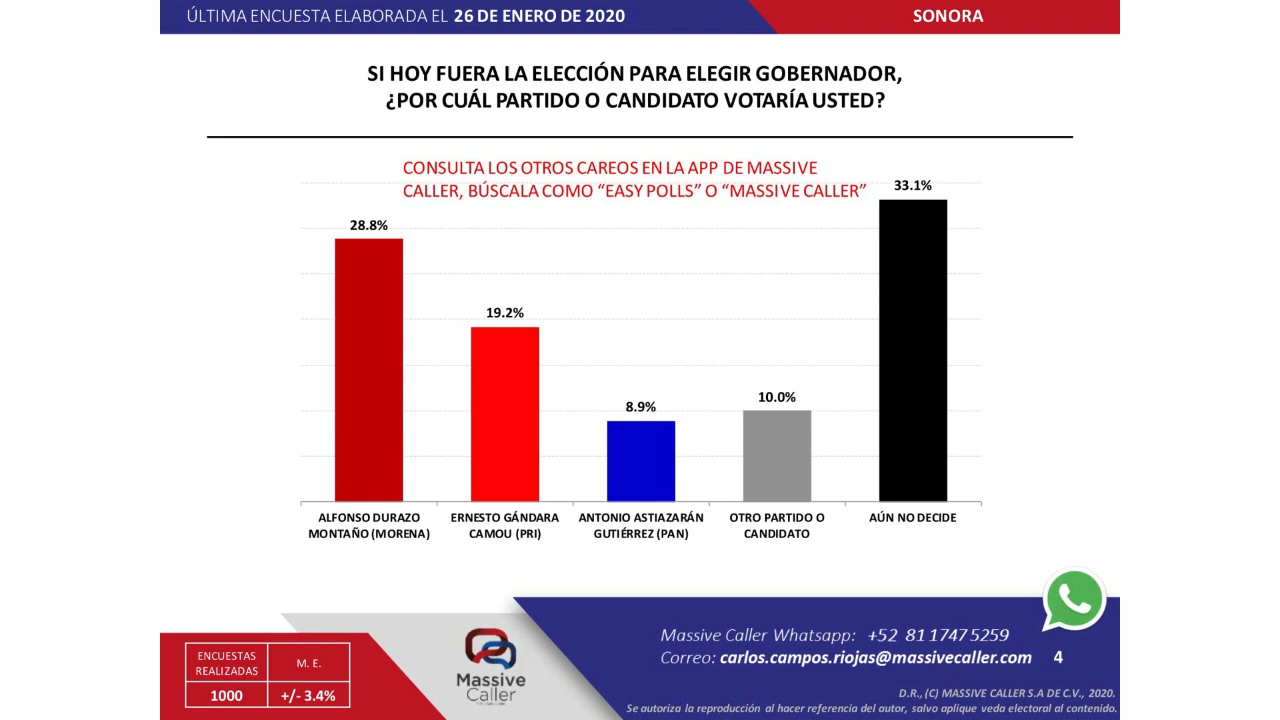 ÚLTIMA ENCUESTA ELABORADA EL 26 DE ENERO DE 2020
SONORA
SI HOY FUERA LA ELECCIÓN PARA ELEGIR GOBERNADOR,
¿POR CUÁL PARTIDO O CANDIDATO VOTARÍA USTED?
CONSULTA LOS OTROS CAREOS EN LA APP DE MASSIVE
CALLER, BÚSCALA COMO “EASY POLLS” O “MASSIVE CALLER”
28.8%
19.2%
8.9%
10.0%
33.1%
ALFONSO DURAZO
MONTAÑO (MORENA)
ERNESTO GÁNDARA
CAMOU (PRI)
ANTONIO ASTIAZARÁN
GUTIÉRREZ (PAN)
OTRO PARTIDO O
CANDIDATO
AÚN NO DECIDE
ENCUESTAS
REALIZADAS
M. E.
1000
+/- 3.4%
Massive
Caller
Massive Caller Whatsapp: +52 81 1747 5259
Correo: carlos.campos.riojas@massivecaller.com
4
D.R., (C) MASSIVE CALLER S.A DE C.V., 2020.
Se autoriza la reproducción al hacer referencia del autor, salvo aplique veda electoral al contenido.